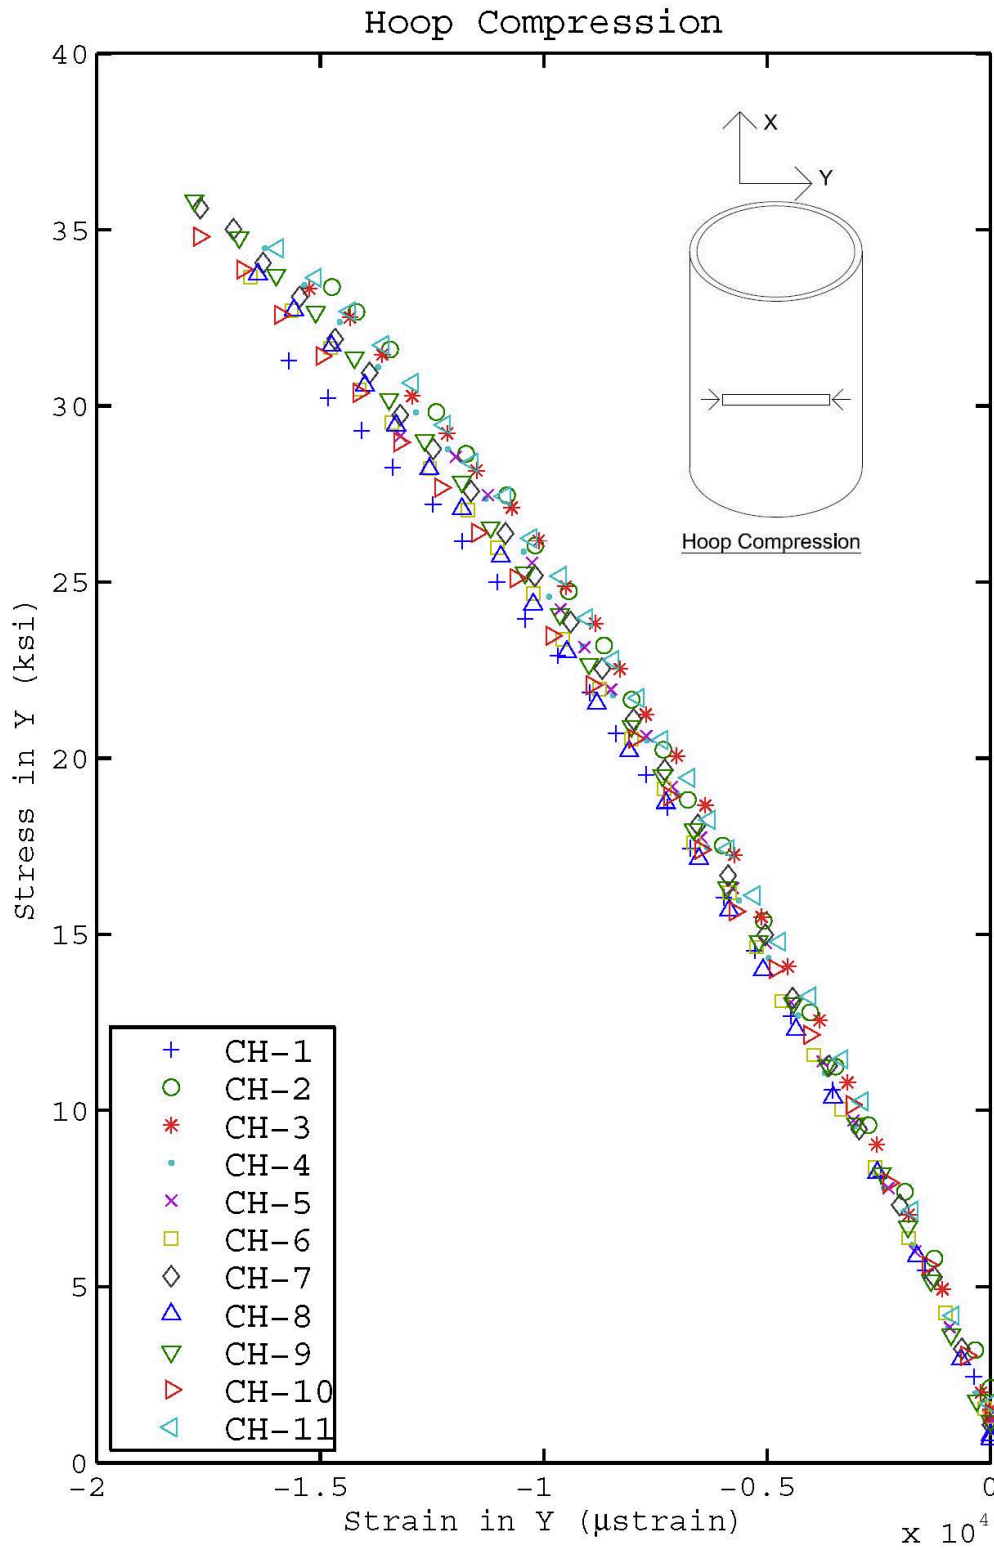 Hoop Compression
40
35
30
25
20
15
10
5
0
Stress in Y (ksi)
X
Y
Hoop Compression
CH-1
CH-2
CH-3
CH-4
CH-5
CH-6
CH-7
CH-8
CH-9
CH-10
CH-11
-2 -1.5 -1 -0.5 0
Strain in Y (μstrain)
x 10⁴